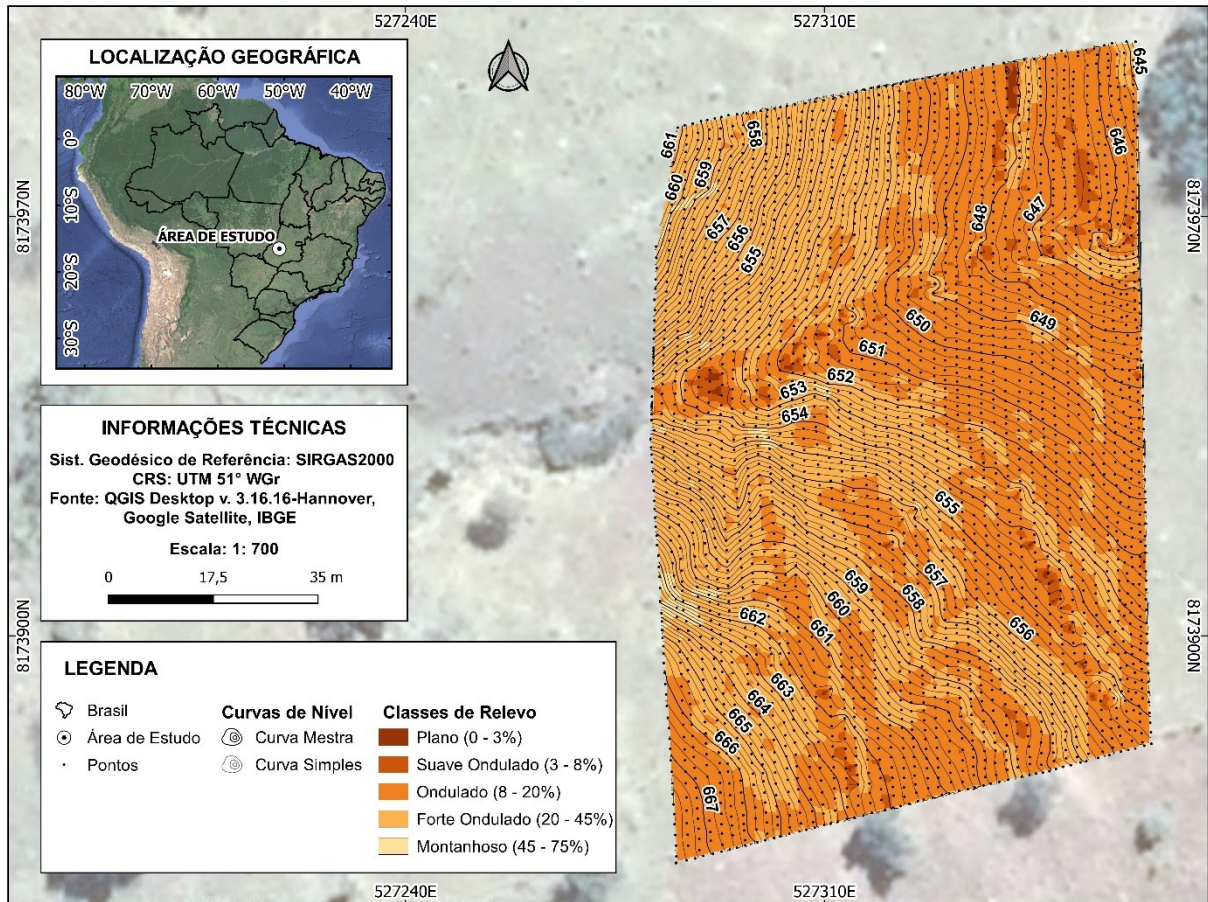 527240E
527310E
LOCALIZAÇÃO GEOGRÁFICA
80°W 70°W 60°W 50°W 40°W
0°
10°S
20°S
30°S
ÁREA DE ESTUDO
8173970N
8173970N
INFORMAÇÕES TÉCNICAS
Sist. Geodésico de Referência: SIRGAS2000
CRS: UTM 51° WGr
Fonte: QGIS Desktop v. 3.16.16-Hannover,
Google Satellite, IBGE
Escala: 1: 700
0 17,5 35 m
8173900N
8173900N
LEGENDA
Brasil
Área de Estudo
Pontos
Curvas de Nível
Curva Mestra
Curva Simples
Classes de Relevo
Plano (0 - 3%)
Suave Ondulado (3 - 8%)
Ondulado (8 - 20%)
Forte Ondulado (20 - 45%)
Montanhoso (45 - 75%)
645
646
661
658
659
660
657
656
655
648
647
650
649
651
652
653
654
655
659
657
658
660
661
662
656
663
664
665
666
667
527240E
527310E